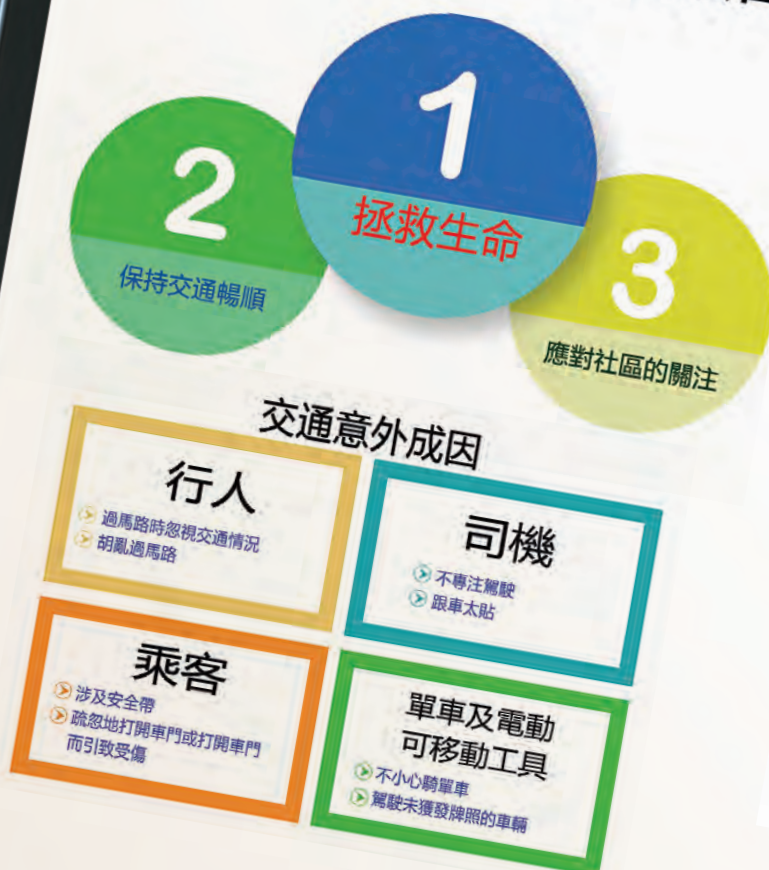 1
拯救生命
2
保持交通暢順
3
應對社區的關注
交通意外成因
行人
過馬路時忽視交通情況
胡亂過馬路
司機
不專注駕駛
跟車太貼
乘客
涉及安全帶
疏忽地打開車門或打開車門
而引致受傷
單車及電動
可移動工具
不小心騎單車
駕駛未獲發牌照的車輛